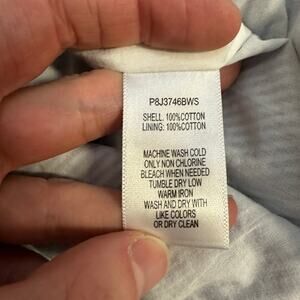 P8J3746BWS
SHELL: 100%COTTON
LINING: 100%COTTON
MACHINE WASH COLD
ONLY NON CHLORINE
BLEACH WHEN NEEDED
TUMBLE DRY LOW
WARM IRON
WASH AND DRY WITH
LIKE COLORS
OR DRY CLEAN